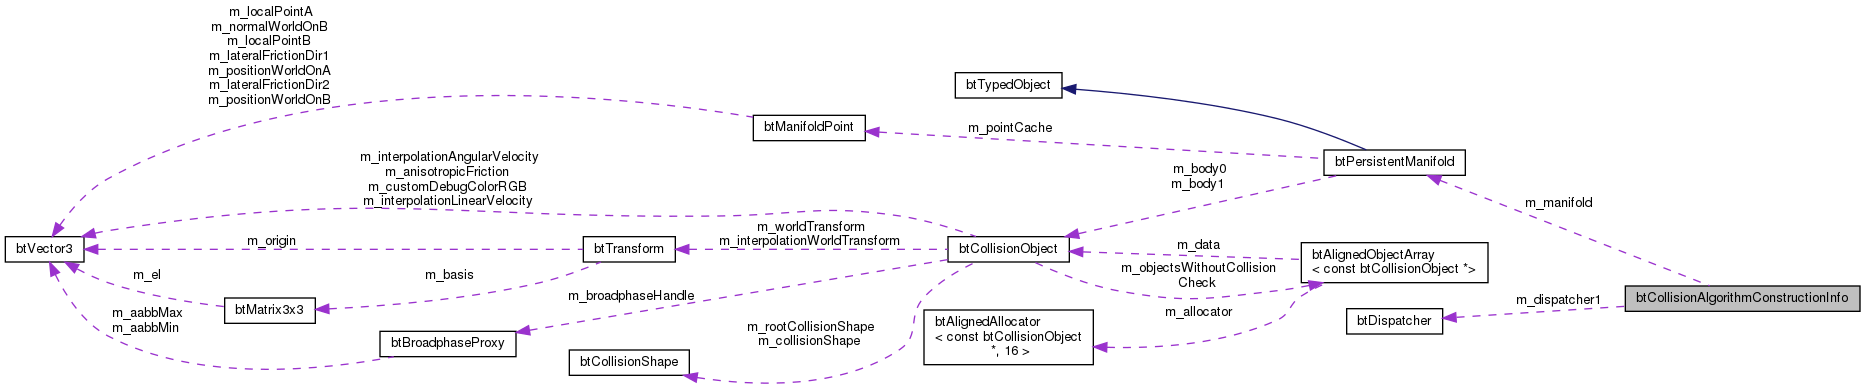 m_localPointA
m_normalWorldOnB
m_localPointB
m_lateralFrictionDir1
m_positionWorldOnA
m_lateralFrictionDir2
m_positionWorldOnB
btTypedObject
btManifoldPoint
m_pointCache
btPersistentManifold
m_interpolationAngularVelocity
m_anisotropicFriction
m_customDebugColorRGB
m_interpolationLinearVelocity
m_body0
m_body1
m_manifold
btVector3
m_origin
btTransform
m_worldTransform
m_interpolationWorldTransform
btCollisionObject
m_data
btAlignedObjectArray
< const btCollisionObject *>
m_el
m_basis
m_objectsWithoutCollision
Check
btMatrix3x3
m_broadphaseHandle
m_allocator
m_dispatcher1
btCollisionAlgorithmConstructionInfo
m_aabbMax
m_aabbMin
btBroadphaseProxy
m_rootCollisionShape
m_collisionShape
btAlignedAllocator
< const btCollisionObject
*, 16 >
btDispatcher
btCollisionShape